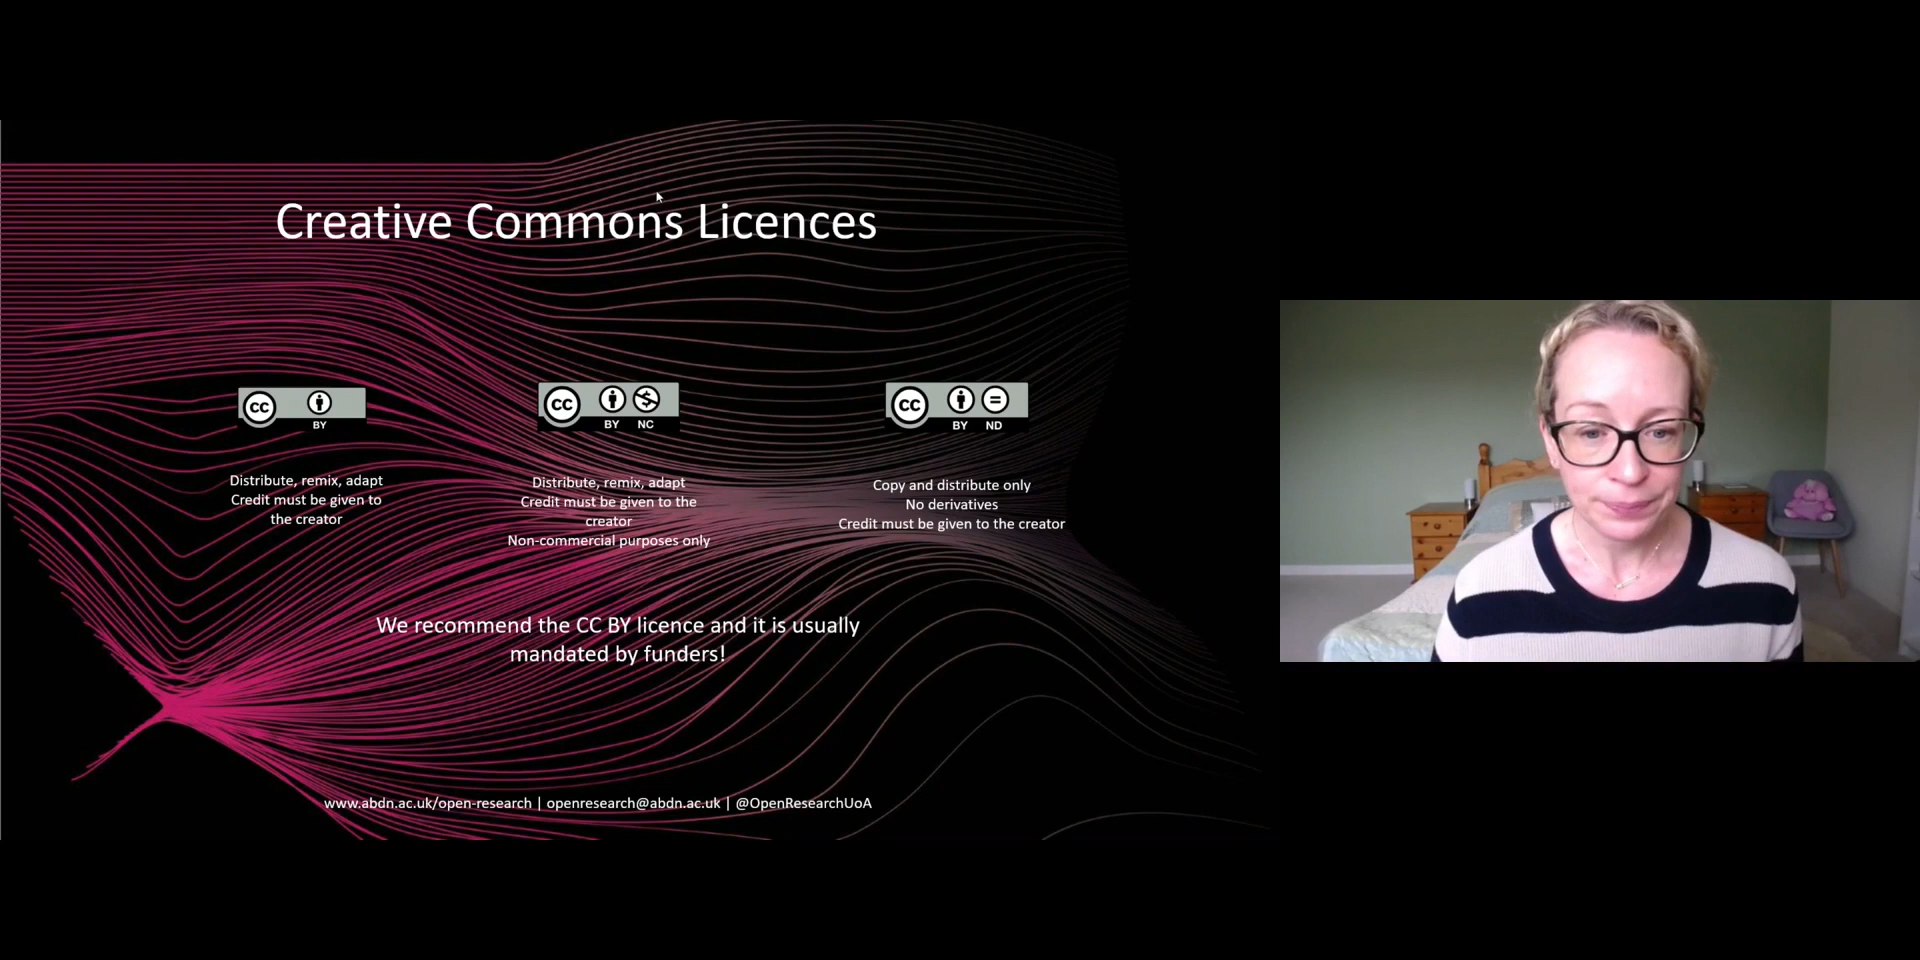 Creative Commons Licences
CC BY
CC BY NC
CC BY ND
Distribute, remix, adapt
Credit must be given to
the creator
Distribute, remix, adapt
Credit must be given to the
creator
Non-commercial purposes only
Copy and distribute only
No derivatives
Credit must be given to the creator
We recommend the CC BY licence and it is usually
mandated by funders!
www.abdn.ac.uk/open-research | openresearch@abdn.ac.uk | @OpenResearchUoA